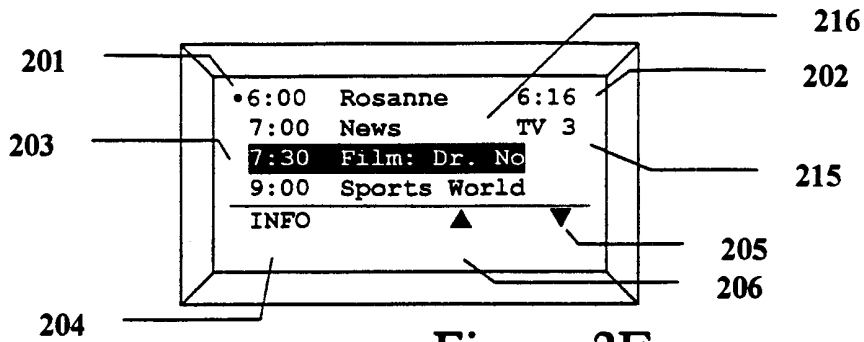 216
201
202
•6:00 Rosanne 6:16
7:00 News TV 3
203
7:30 Film: Dr. No
215
9:00 Sports World
INFO ▲ ▼
205
206
204